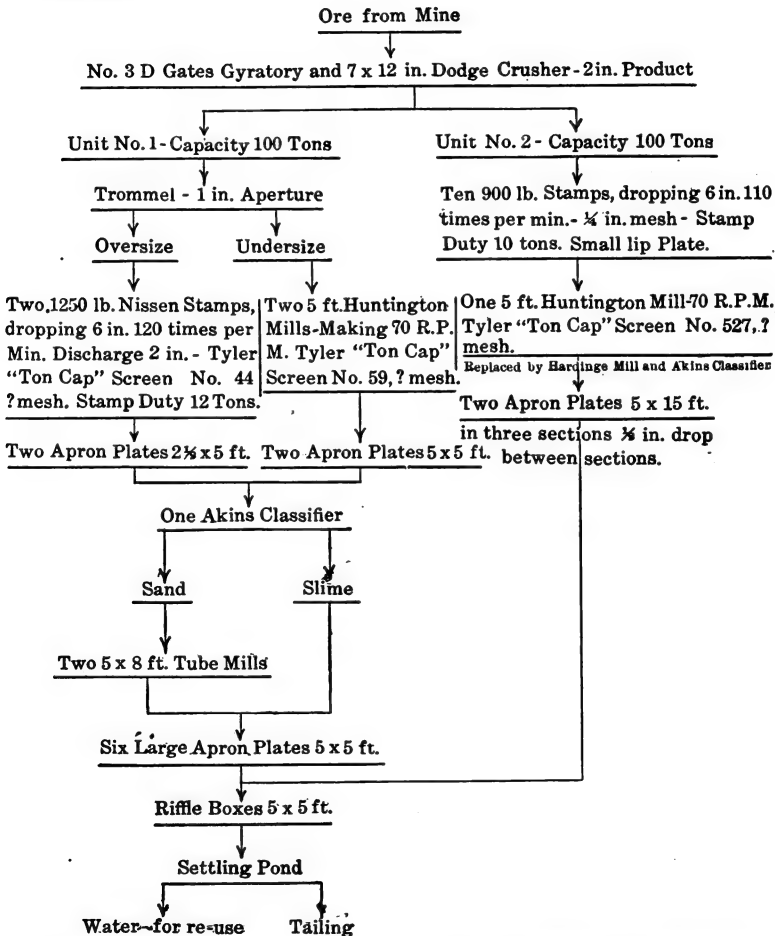 Ore from Mine
No. 3 D Gates Gyratory and 7 x 12 in. Dodge Crusher - 2 in. Product
Unit No. 1 - Capacity 100 Tons
Trommel - 1 in. Aperture
Oversize
Undersize
Two, 1250 lb. Nissen Stamps,
dropping 6 in. 120 times per
Min. Discharge 2 in. - Tyler
"Ton Cap" Screen No. 44
? mesh. Stamp Duty 12 Tons.
Two Apron Plates 2½ x 5 ft.
Two 5 ft. Huntington
Mills-Making 70 R.P.
M. Tyler "Ton Cap"
Screen No. 59, ? mesh.
Two Apron Plates 5 x 5 ft.
Unit No. 2 - Capacity 100 Tons
Ten 900 lb. Stamps, dropping 6 in. 110
times per min. - ¼ in. mesh - Stamp
Duty 10 tons. Small lip Plate.
One 5 ft. Huntington Mill-70 R.P.M.
Tyler "Ton Cap" Screen No. 527, ?
mesh.
Replaced by Hardinge Mill and Akins Classifier
Two Apron Plates 5 x 15 ft.
in three sections in. drop
between sections.
One Akins Classifier
Sand
Slime
Two 5 x 8 ft. Tube Mills
Six Large Apron Plates 5 x 5 ft.
Riffle Boxes 5 x 5 ft.
Settling Pond
Water-for re-use
Tailing